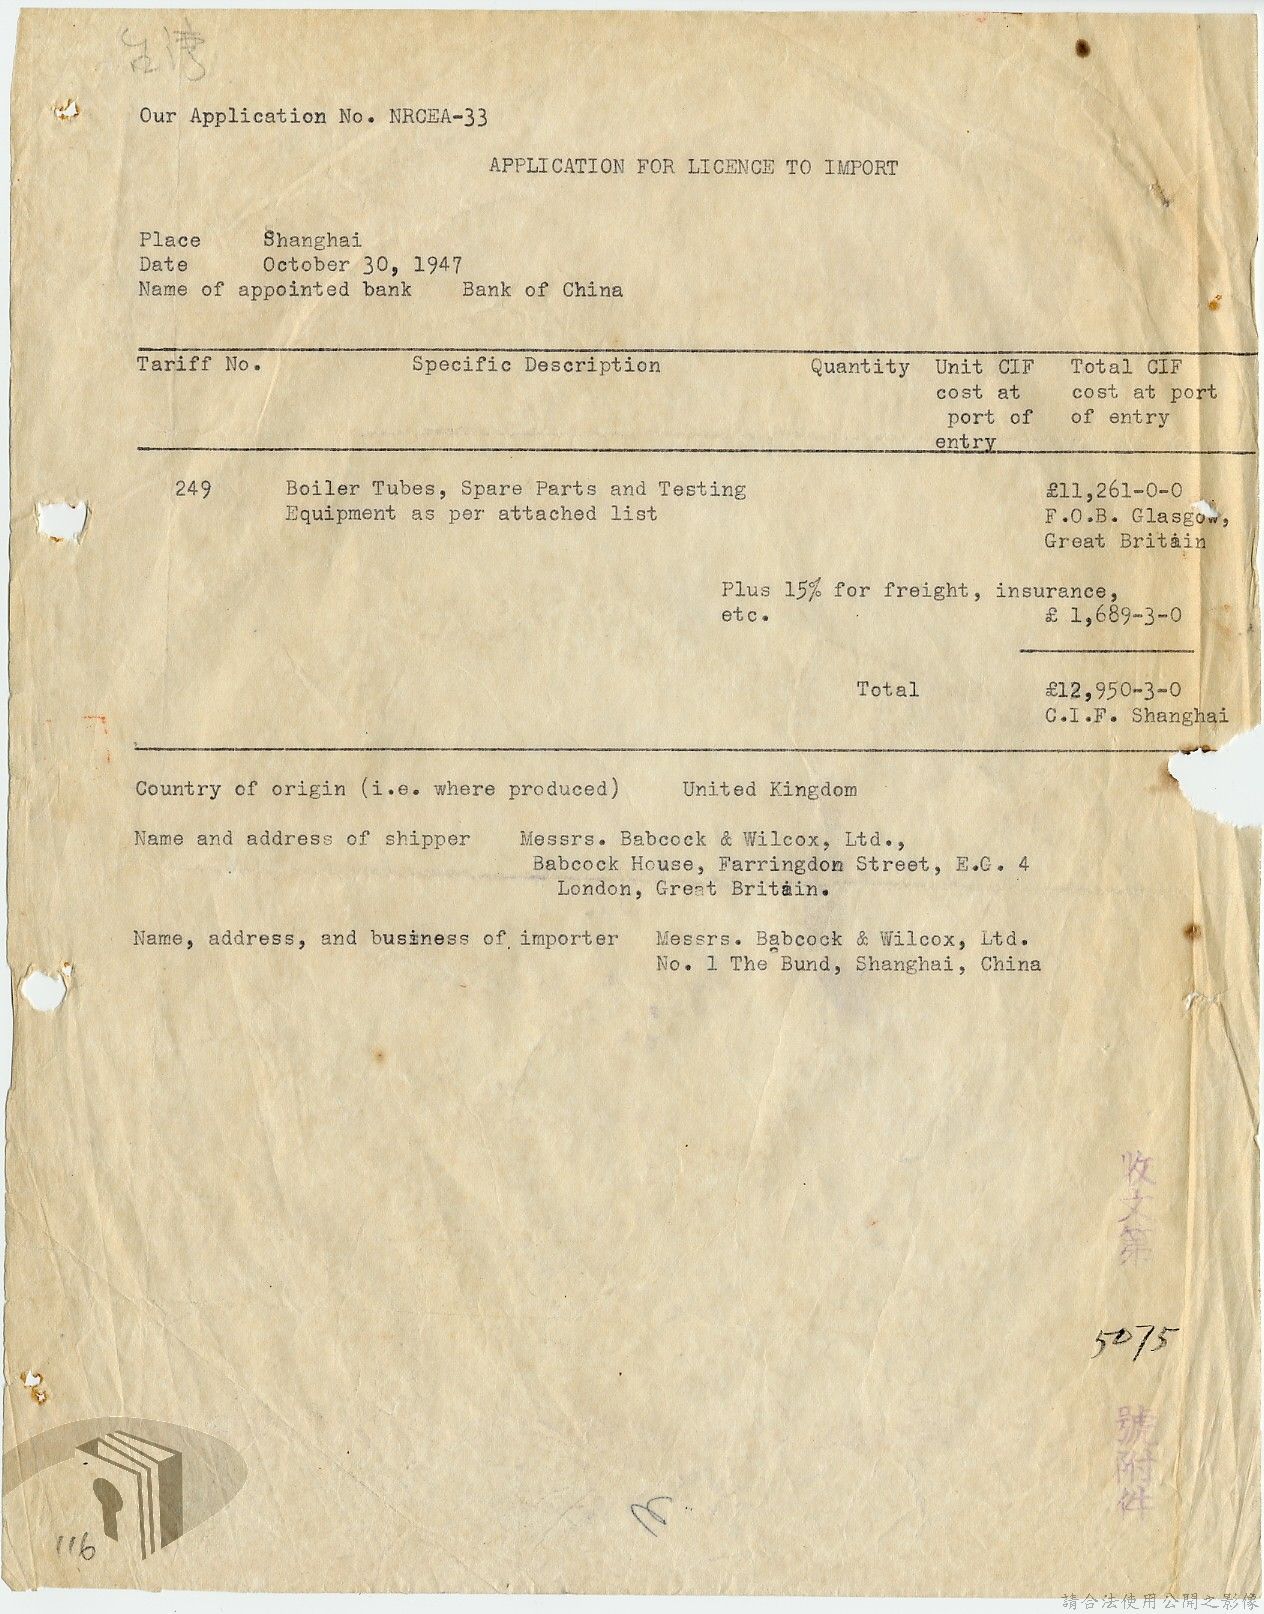 台灣
Our Application No. NRCEA-33
APPLICATION FOR LICENCE TO IMPORT
Place Shanghai
Date October 30, 1947
Name of appointed bank Bank of China
Tariff No. Specific Description Quantity Unit CIF Total CIF
cost at cost at port
port of of entry
entry
249 Boiler Tubes, Spare Parts and Testing £11,261-0-0
Equipment as per attached list F.O.B. Glasgow,
Great Britain
Plus 15% for freight, insurance,
etc. £ 1,689-3-0
Total £12,950-3-0
C.I.F. Shanghai
Country of origin (i.e. where produced) United Kingdom
Name and address of shipper Messrs. Babcock & Wilcox, Ltd.,
Babcock House, Farringdon Street, E.C. 4
London, Great Britain.
Name, address, and business of importer Messrs. Babcock & Wilcox, Ltd.
No. 1 The Bund, Shanghai, China
收文第
5075
號附件
116
請合法使用公開之影像